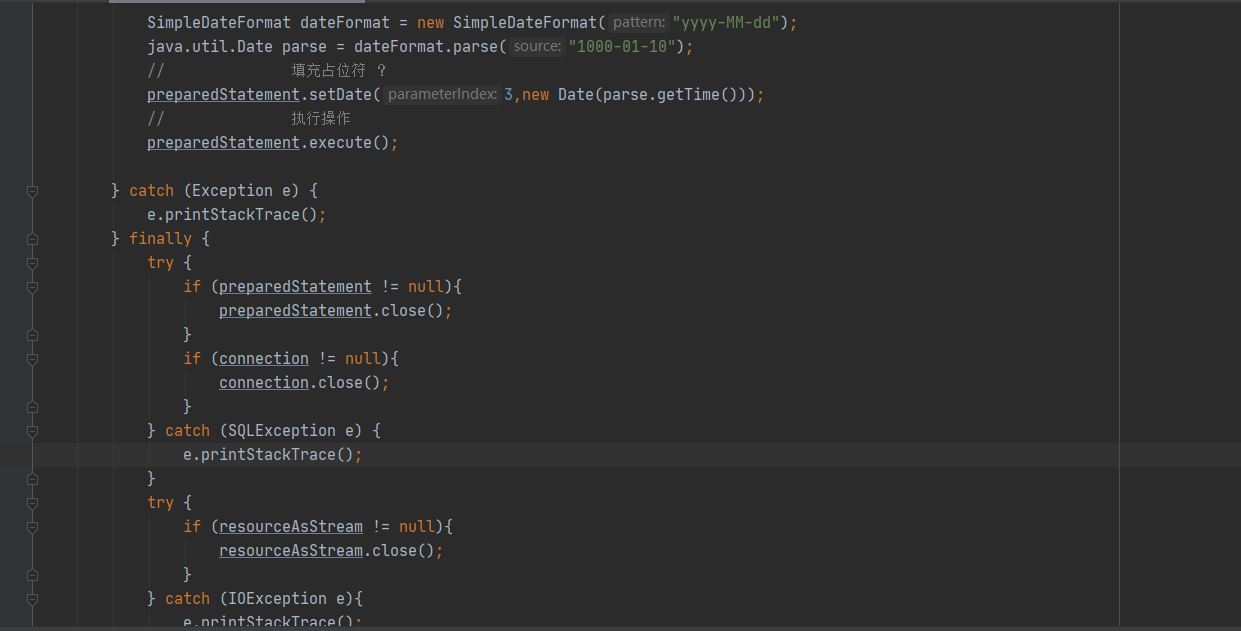 SimpleDateFormat dateFormat = new SimpleDateFormat( pattern: "yyyy-MM-dd");
java.util.Date parse = dateFormat.parse( source: "1000-01-10");
// 填充占位符 ?
preparedStatement.setDate( parameterIndex: 3,new Date(parse.getTime()));
// 执行操作
preparedStatement.execute();
} catch (Exception e) {
e.printStackTrace();
} finally {
try {
if (preparedStatement != null){
preparedStatement.close();
}
if (connection != null){
connection.close();
}
} catch (SQLException e) {
e.printStackTrace();
}
try {
if (resourceAsStream != null){
resourceAsStream.close();
}
} catch (IOException e){
e.printStackTrace();